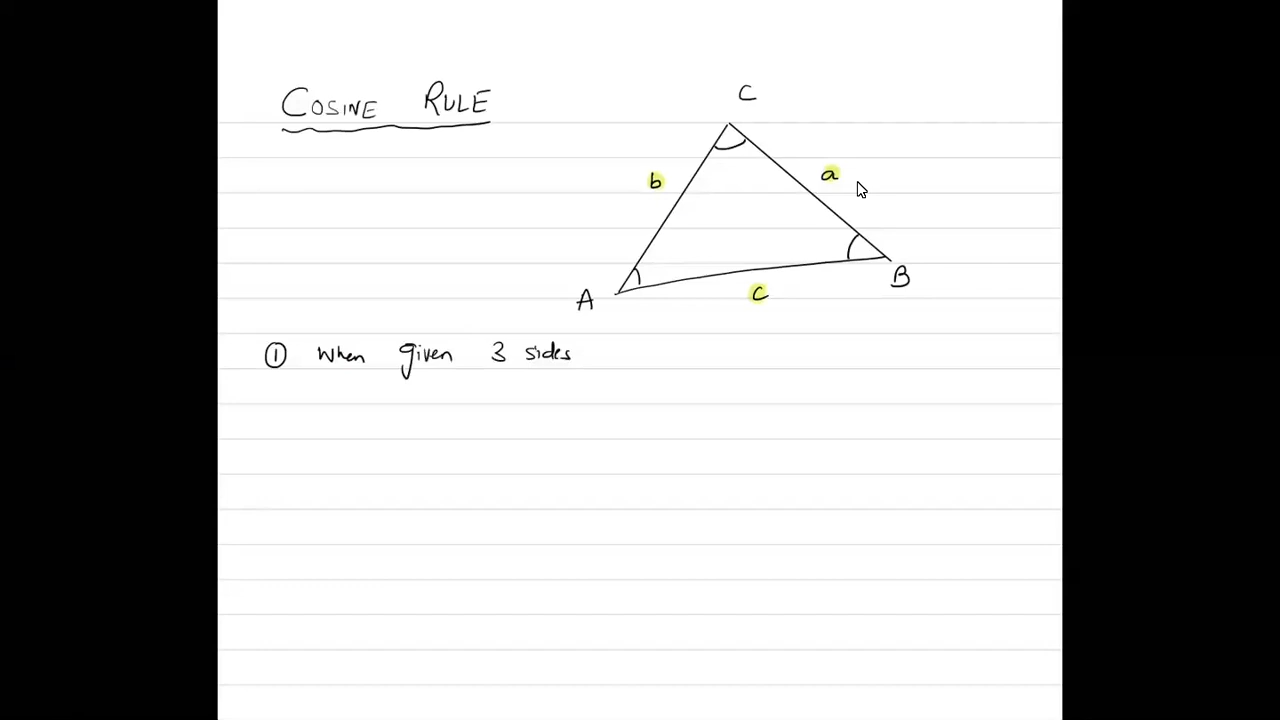 COSINE RULE
C
b
a
A
c
B
① When given 3 sides